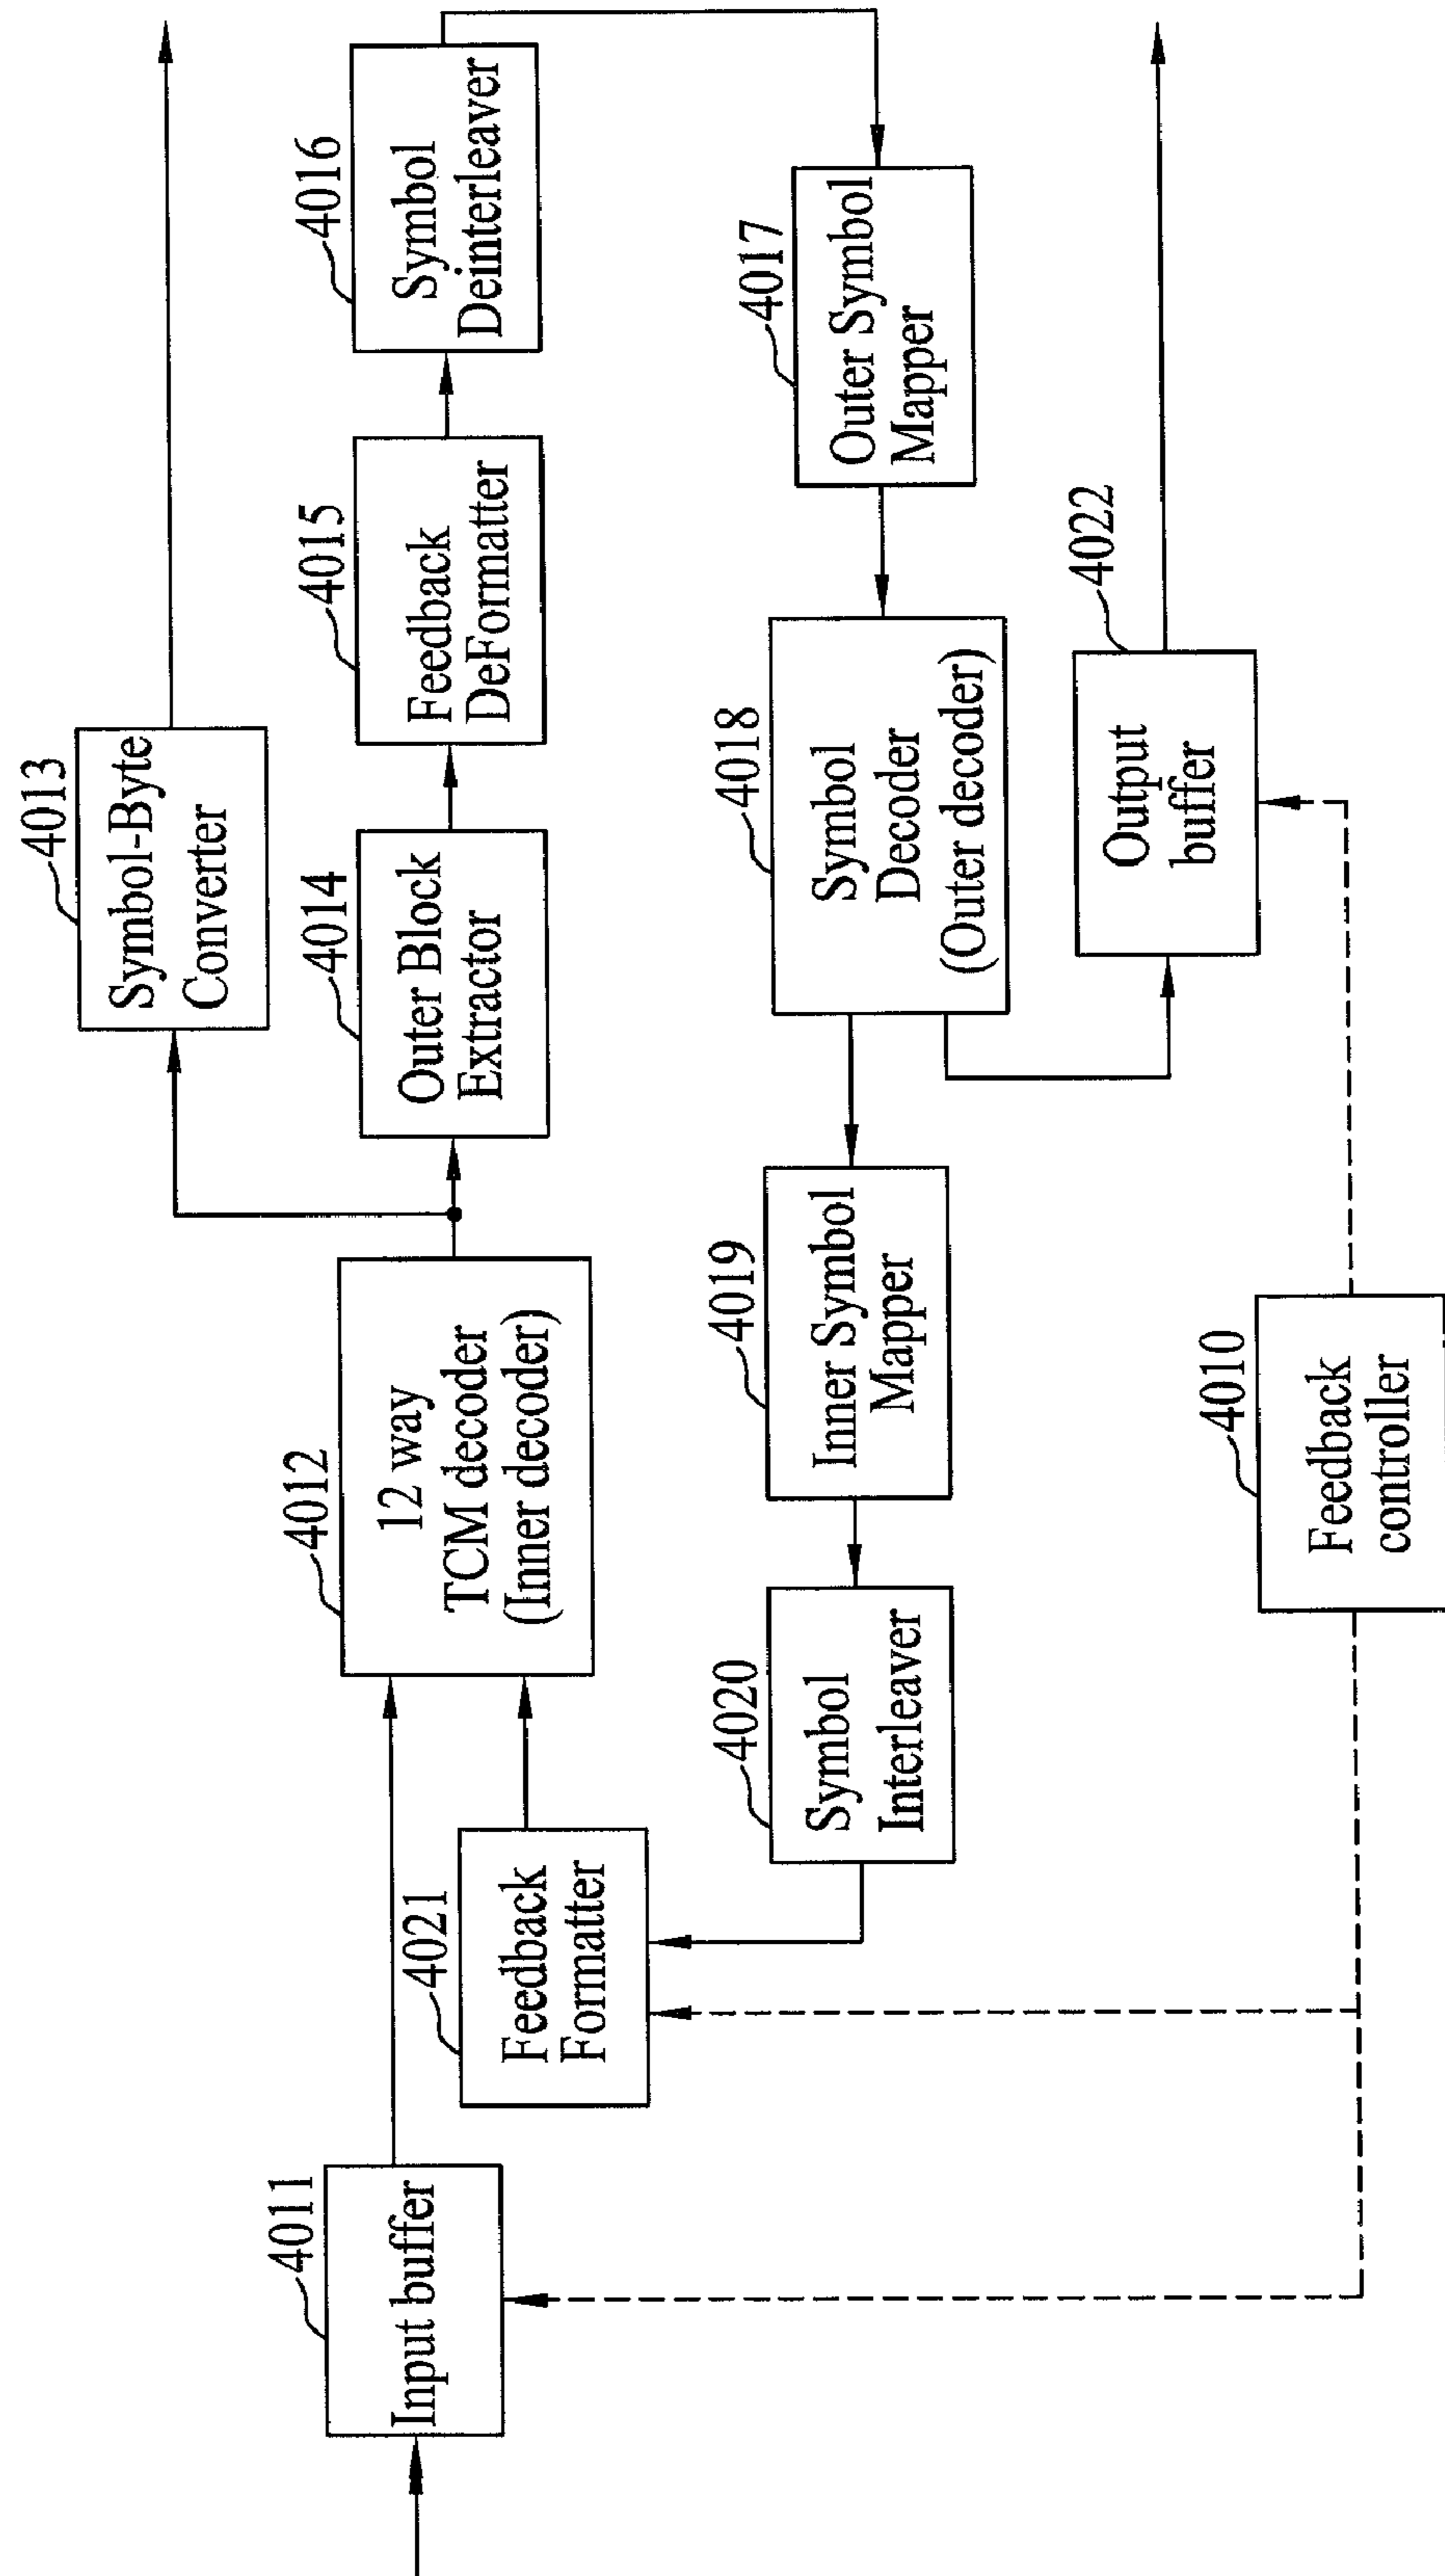 4013
Symbol-Byte
Converter
4011
Input buffer
4012
12 way
TCM decoder
(Inner decoder)
4014
Outer Block
Extractor
4015
Feedback
DeFormatter
4016
Symbol
Deinterleaver
4021
Feedback
Formatter
4020
Symbol
Interleaver
4019
Inner Symbol
Mapper
4018
Symbol
Decoder
(Outer decoder)
4017
Outer Symbol
Mapper
4022
Output
buffer
4010
Feedback
controller